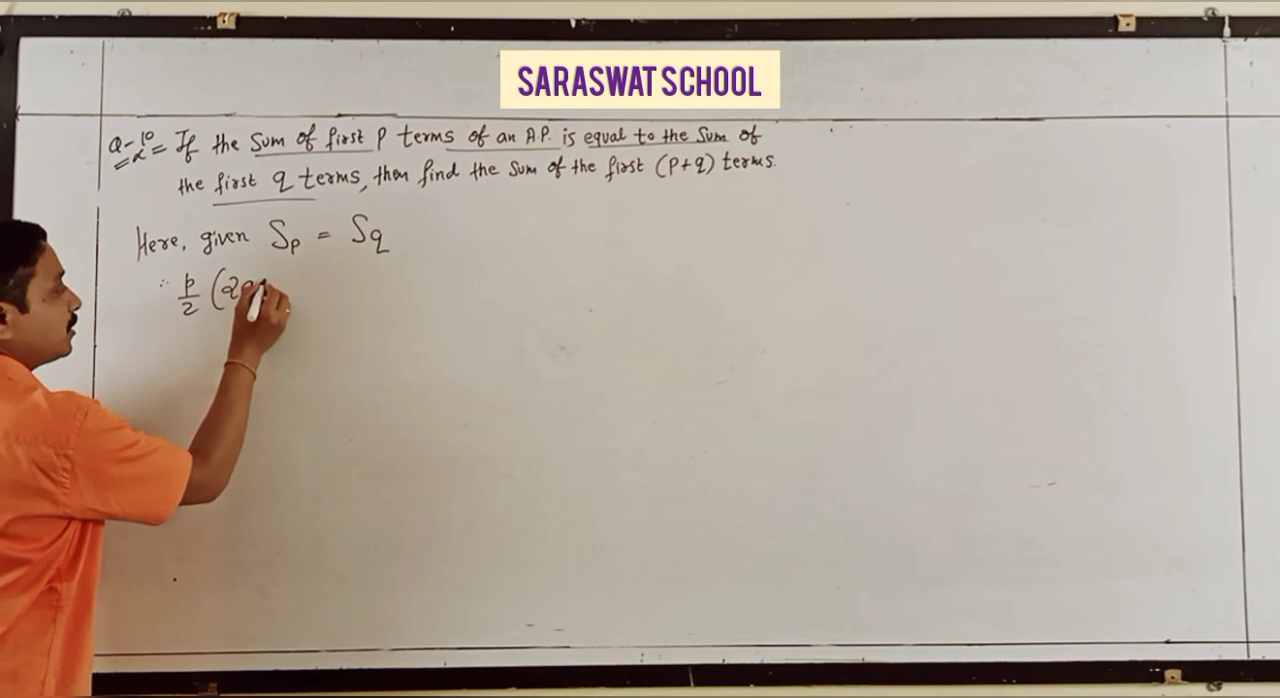 SARASWAT SCHOOL
Q-10 = If the sum of first p terms of an A.P. is equal to the sum of
the first q terms, then find the sum of the first (p+q) terms.
Here, given Sp = Sq
∴ p/2 (2a